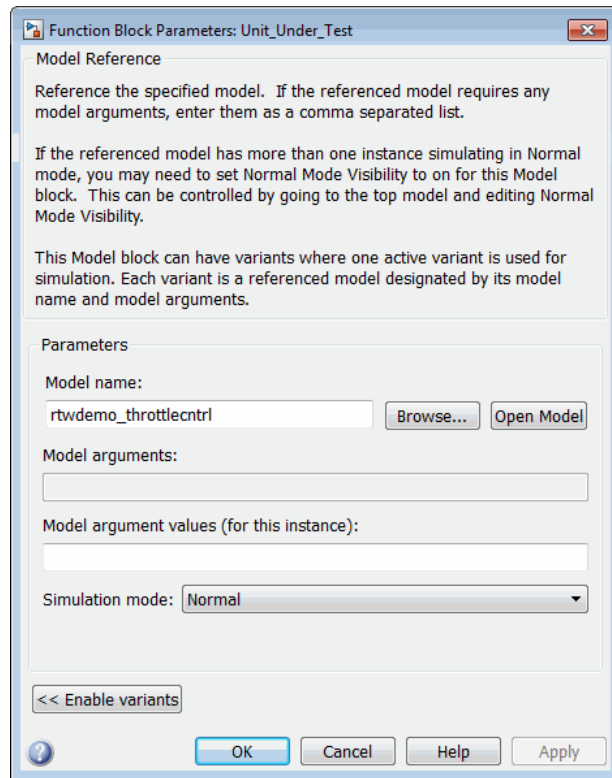 Function Block Parameters: Unit_Under_Test
Model Reference
Reference the specified model.  If the referenced model requires any
model arguments, enter them as a comma separated list.
If the referenced model has more than one instance simulating in Normal
mode, you may need to set Normal Mode Visibility to on for this Model
block.  This can be controlled by going to the top model and editing Normal
Mode Visibility.
This Model block can have variants where one active variant is used for
simulation. Each variant is a referenced model designated by its model
name and model arguments.
Parameters
Model name:
rtwdemo_throttlecntrl Browse... Open Model
Model arguments:
Model argument values (for this instance):
Simulation mode: Normal
<< Enable variants
? OK Cancel Help Apply